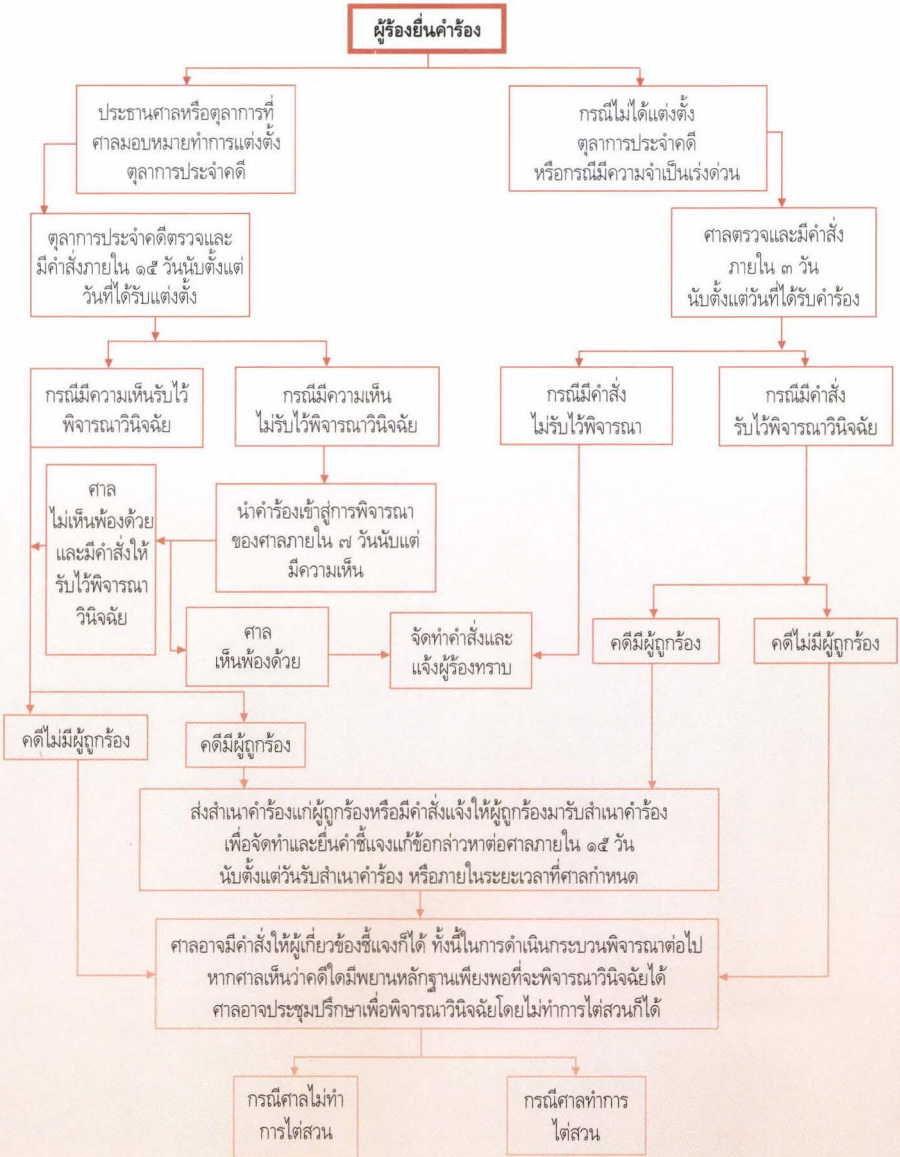 ผู้ร้องยื่นคำร้อง
ประธานศาลหรือตุลาการที่
ศาลมอบหมายทำการแต่งตั้ง
ตุลาการประจำคดี
กรณีไม่ได้แต่งตั้ง
ตุลาการประจำคดี
หรือกรณีมีความจำเป็นเร่งด่วน
ตุลาการประจำคดีตรวจและ
มีคำสั่งภายใน ๑๕ วันนับตั้งแต่
วันที่ได้รับแต่งตั้ง
ศาลตรวจและมีคำสั่ง
ภายใน ๓ วัน
นับตั้งแต่วันที่ได้รับคำร้อง
กรณีมีความเห็นรับไว้
พิจารณาวินิจฉัย
กรณีมีความเห็น
ไม่รับไว้พิจารณาวินิจฉัย
กรณีมีคำสั่ง
ไม่รับไว้พิจารณา
กรณีมีคำสั่ง
รับไว้พิจารณาวินิจฉัย
ศาล
ไม่เห็นพ้องด้วย
และมีคำสั่งให้
รับไว้พิจารณา
วินิจฉัย
นำคำร้องเข้าสู่การพิจารณา
ของศาลภายใน ๗ วันนับแต่
มีความเห็น
ศาล
เห็นพ้องด้วย
จัดทำคำสั่งและ
แจ้งผู้ร้องทราบ
คดีมีผู้ถูกร้อง
คดีไม่มีผู้ถูกร้อง
คดีไม่มีผู้ถูกร้อง
คดีมีผู้ถูกร้อง
ส่งสำเนาคำร้องแก่ผู้ถูกร้องหรือมีคำสั่งแจ้งให้ผู้ถูกร้องมารับสำเนาคำร้อง
เพื่อจัดทำและยื่นคำชี้แจงแก้ข้อกล่าวหาต่อศาลภายใน ๑๕ วัน
นับตั้งแต่วันรับสำเนาคำร้อง หรือภายในระยะเวลาที่ศาลกำหนด
ศาลอาจมีคำสั่งให้ผู้เกี่ยวข้องชี้แจงก็ได้ ทั้งนี้ในการดำเนินกระบวนพิจารณาต่อไป
หากศาลเห็นว่าคดีใดมีพยานหลักฐานเพียงพอที่จะพิจารณาวินิจฉัยได้
ศาลอาจประชุมปรึกษาเพื่อพิจารณาวินิจฉัยโดยไม่ทำการไต่สวนก็ได้
กรณีศาลไม่ทำ
การไต่สวน
กรณีศาลทำการ
ไต่สวน